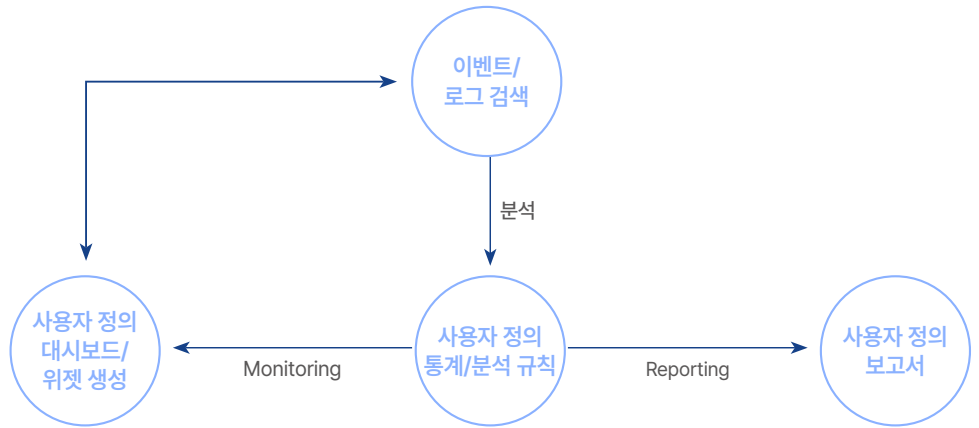 이벤트/
로그 검색
분석
사용자 정의
대시보드/
위젯 생성
Monitoring
사용자 정의
통계/분석 규칙
Reporting
사용자 정의
보고서